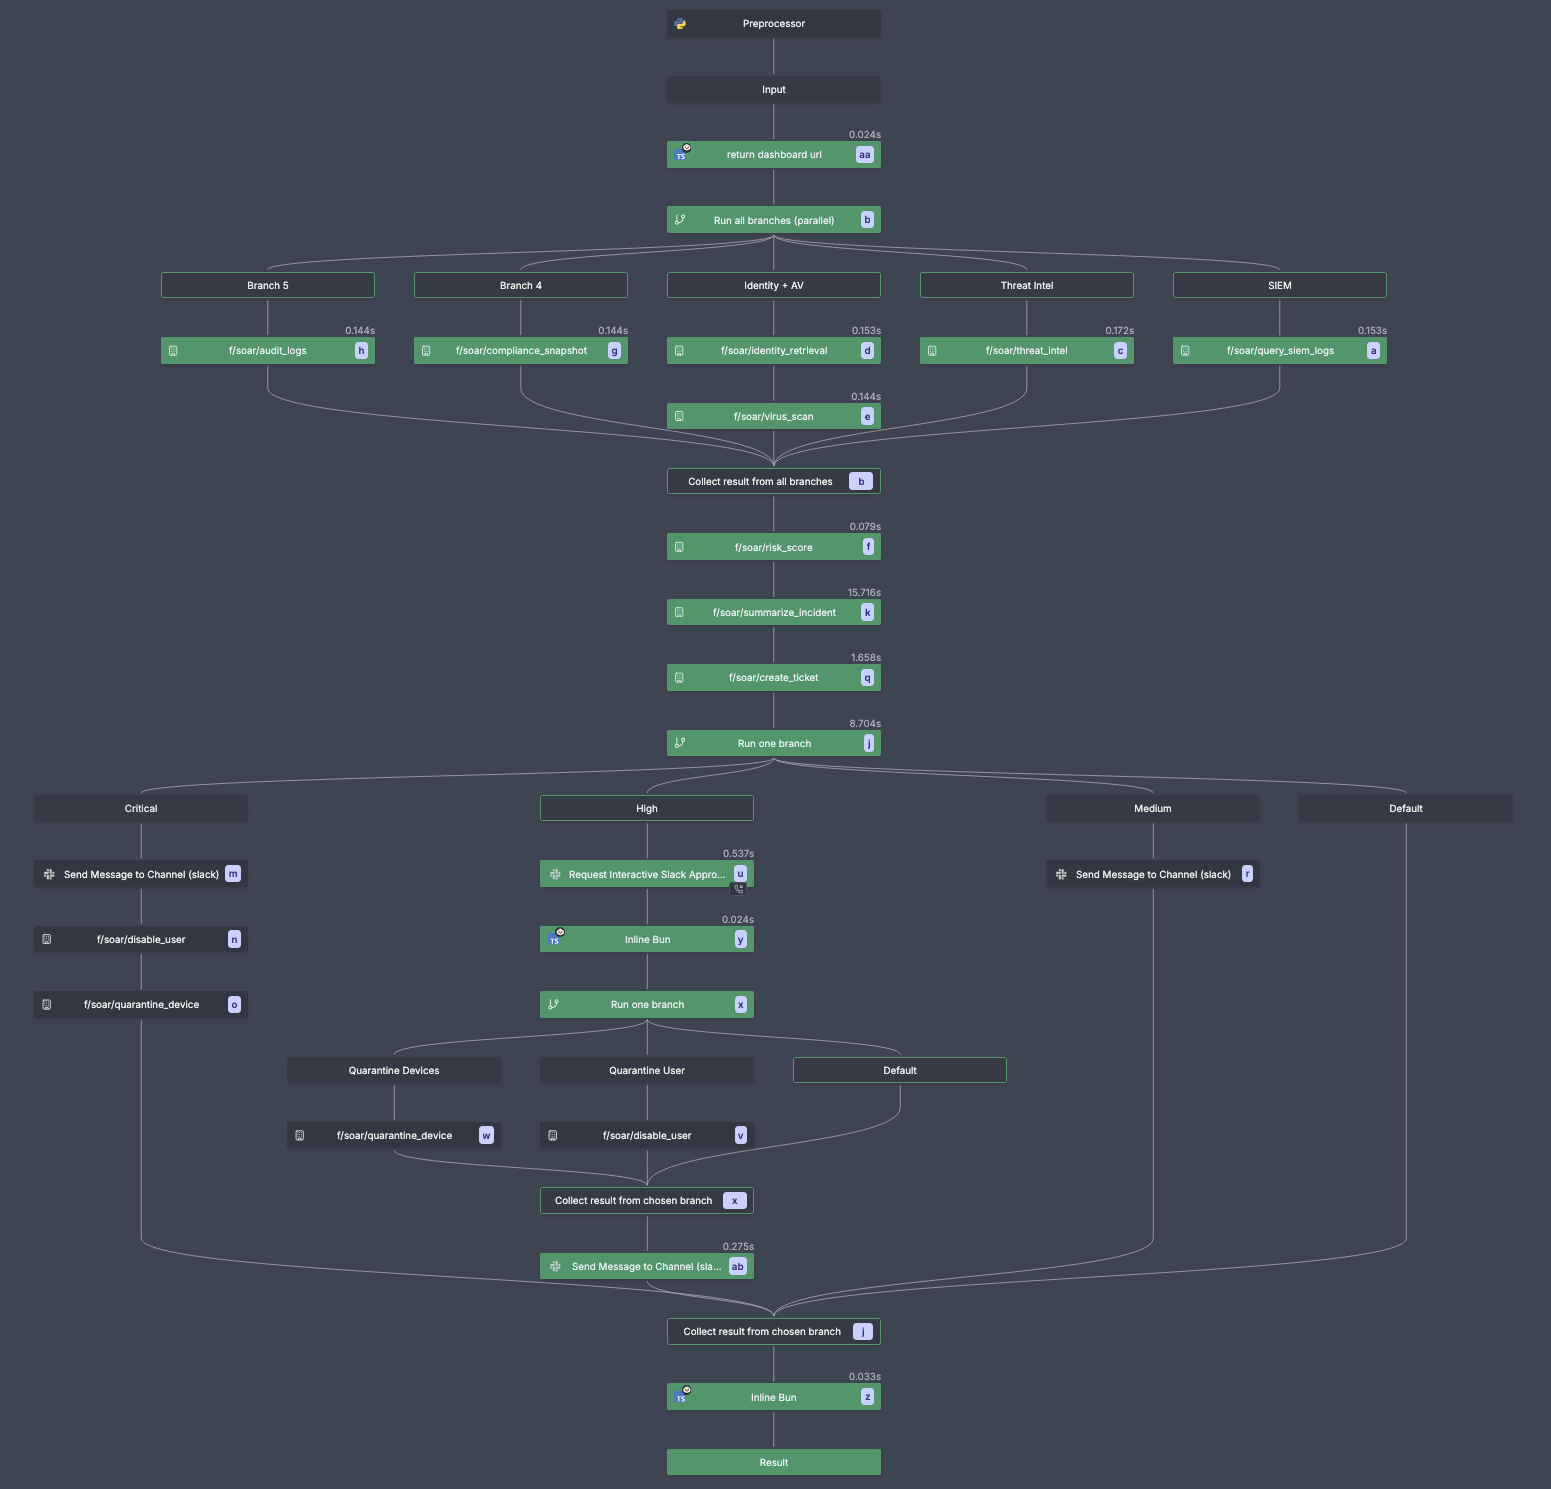 Preprocessor
Input
0.024s
TS return dashboard url aa
Run all branches (parallel) b
Branch 5 Branch 4 Identity + AV Threat Intel SIEM
0.144s 0.144s 0.153s 0.172s 0.153s
f/soar/audit_logs h f/soar/compliance_snapshot g f/soar/identity_retrieval d f/soar/threat_intel c f/soar/query_siem_logs a
0.144s
f/soar/virus_scan e
Collect result from all branches b
0.079s
f/soar/risk_score f
15.716s
f/soar/summarize_incident k
1.658s
f/soar/create_ticket q
8.704s
Run one branch j
Critical High Medium Default
0.537s
Send Message to Channel (slack) m Request Interactive Slack Appro... u Send Message to Channel (slack) r
0.024s
f/soar/disable_user n TS Inline Bun y
f/soar/quarantine_device o Run one branch x
Quarantine Devices Quarantine User Default
f/soar/quarantine_device w f/soar/disable_user v
Collect result from chosen branch x
0.275s
Send Message to Channel (sla... ab
Collect result from chosen branch j
0.033s
TS Inline Bun z
Result